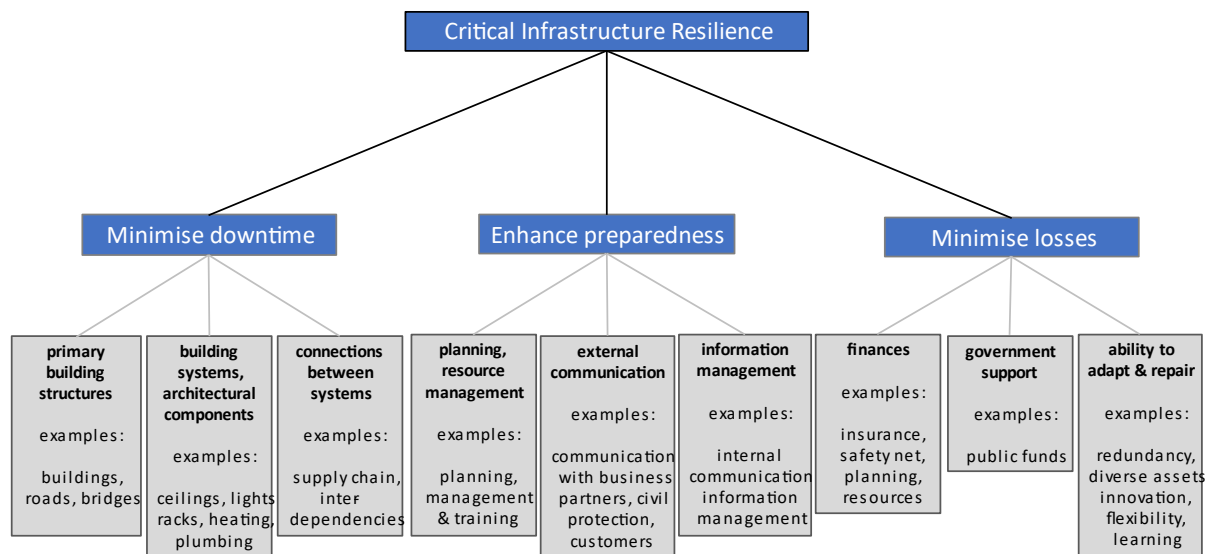 Critical Infrastructure Resilience
Minimise downtime
Enhance preparedness
Minimise losses
primary
building
structures
examples:
buildings,
roads, bridges
building
systems,
architectural
components
examples:
ceilings, lights
racks, heating,
plumbing
connections
between
systems
examples:
supply chain,
inter
dependencies
planning,
resource
management
examples:
planning,
management
& training
external
communication
examples:
communication
with business
partners, civil
protection,
customers
information
management
examples:
internal
communication
information
management
finances
examples:
insurance,
safety net,
planning,
resources
government
support
examples:
public funds
ability to
adapt & repair
examples:
redundancy,
diverse assets
innovation,
flexibility,
learning